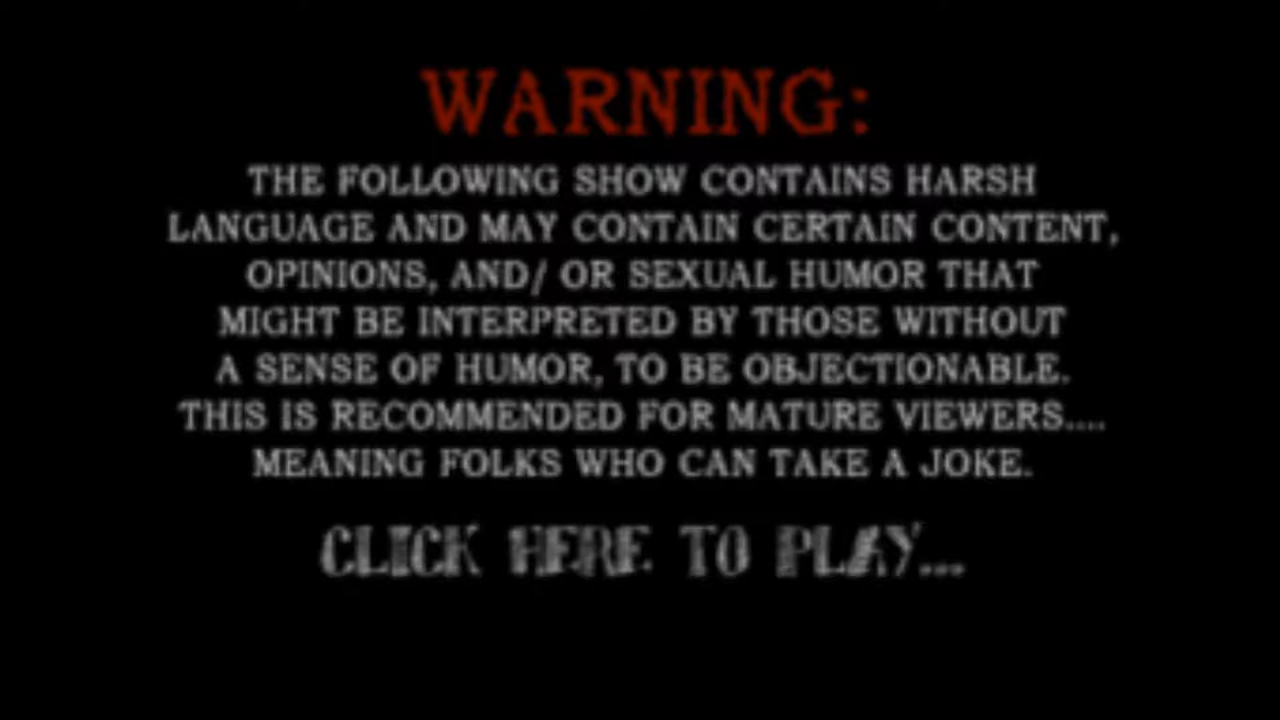 WARNING:
THE FOLLOWING SHOW CONTAINS HARSH
LANGUAGE AND MAY CONTAIN CERTAIN CONTENT,
OPINIONS, AND/ OR SEXUAL HUMOR THAT
MIGHT BE INTERPRETED BY THOSE WITHOUT
A SENSE OF HUMOR, TO BE OBJECTIONABLE.
THIS IS RECOMMENDED FOR MATURE VIEWERS....
MEANING FOLKS WHO CAN TAKE A JOKE.
CLICK HERE TO PLAY...